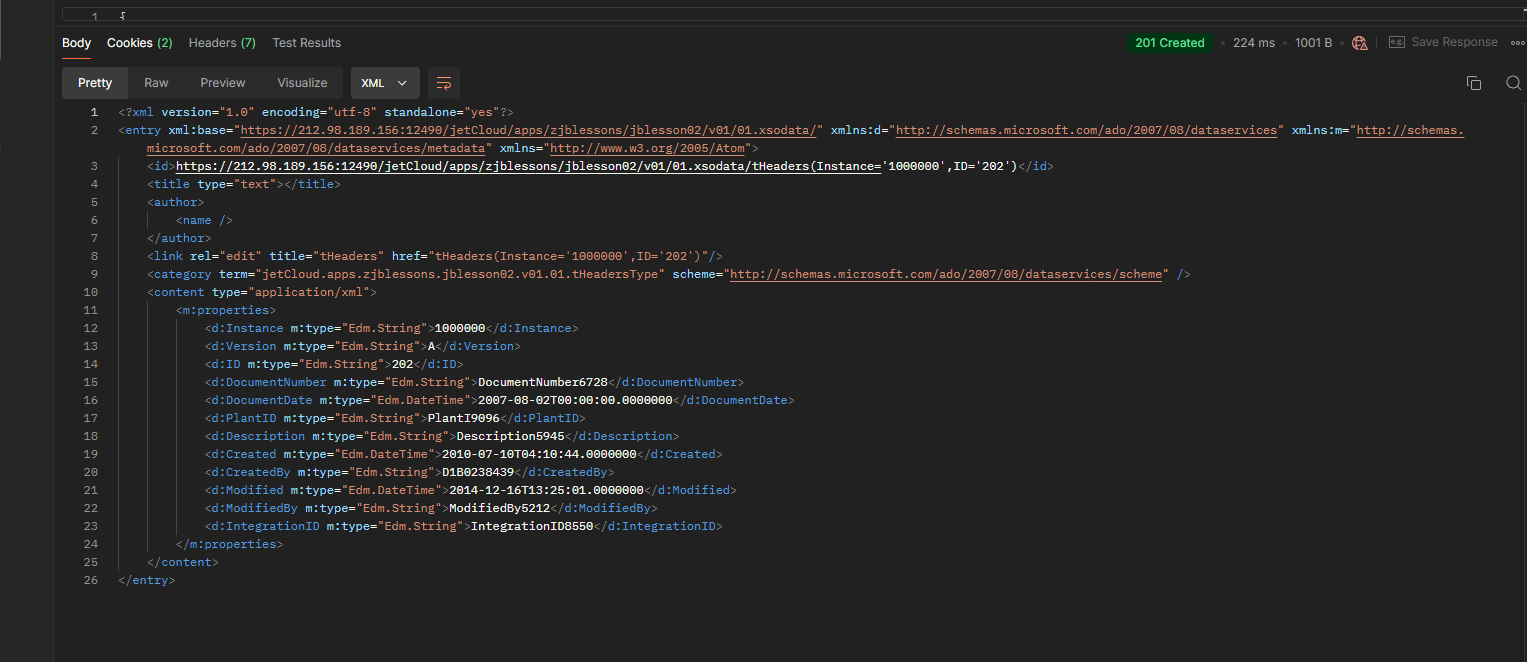 1 {
Body Cookies (2) Headers (7) Test Results 201 Created • 224 ms • 1001 B • e.g. Save Response
Pretty Raw Preview Visualize XML
1 <?xml version="1.0" encoding="utf-8" standalone="yes"?>
2 <entry xml:base="https://212.98.189.156:12490/jetCloud/apps/zjblessons/jblesson02/v01/01.xsodata/" xmlns:d="http://schemas.microsoft.com/ado/2007/08/dataservices" xmlns:m="http://schemas.
microsoft.com/ado/2007/08/dataservices/metadata" xmlns="http://www.w3.org/2005/Atom">
3 <id>https://212.98.189.156:12490/jetCloud/apps/zjblessons/jblesson02/v01/01.xsodata/tHeaders(Instance='1000000',ID='202')</id>
4 <title type="text"></title>
5 <author>
6 <name />
7 </author>
8 <link rel="edit" title="tHeaders" href="tHeaders(Instance='1000000',ID='202')"/>
9 <category term="jetCloud.apps.zjblessons.jblesson02.v01.01.tHeadersType" scheme="http://schemas.microsoft.com/ado/2007/08/dataservices/scheme" />
10 <content type="application/xml">
11 <m:properties>
12 <d:Instance m:type="Edm.String">1000000</d:Instance>
13 <d:Version m:type="Edm.String">A</d:Version>
14 <d:ID m:type="Edm.String">202</d:ID>
15 <d:DocumentNumber m:type="Edm.String">DocumentNumber6728</d:DocumentNumber>
16 <d:DocumentDate m:type="Edm.DateTime">2007-08-02T00:00:00.0000000</d:DocumentDate>
17 <d:PlantID m:type="Edm.String">PlantI9096</d:PlantID>
18 <d:Description m:type="Edm.String">Description5945</d:Description>
19 <d:Created m:type="Edm.DateTime">2010-07-10T04:10:44.0000000</d:Created>
20 <d:CreatedBy m:type="Edm.String">D1B0238439</d:CreatedBy>
21 <d:Modified m:type="Edm.DateTime">2014-12-16T13:25:01.0000000</d:Modified>
22 <d:ModifiedBy m:type="Edm.String">ModifiedBy5212</d:ModifiedBy>
23 <d:IntegrationID m:type="Edm.String">IntegrationID8550</d:IntegrationID>
24 </m:properties>
25 </content>
26 </entry>